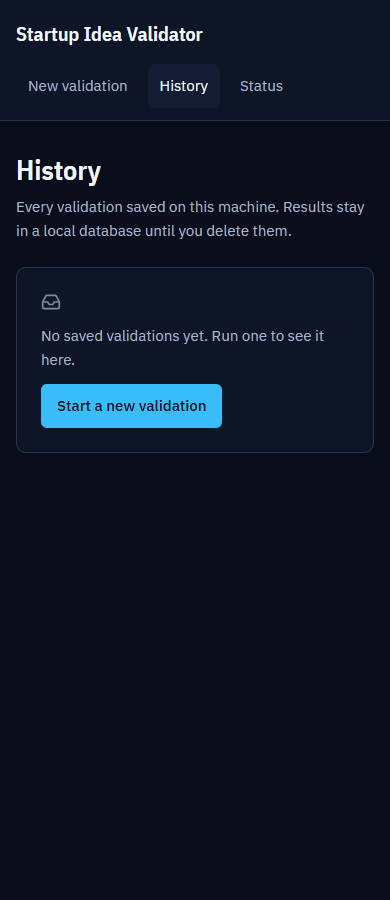 Startup Idea Validator
New validation History Status
History
Every validation saved on this machine. Results stay
in a local database until you delete them.
No saved validations yet. Run one to see it
here.
Start a new validation